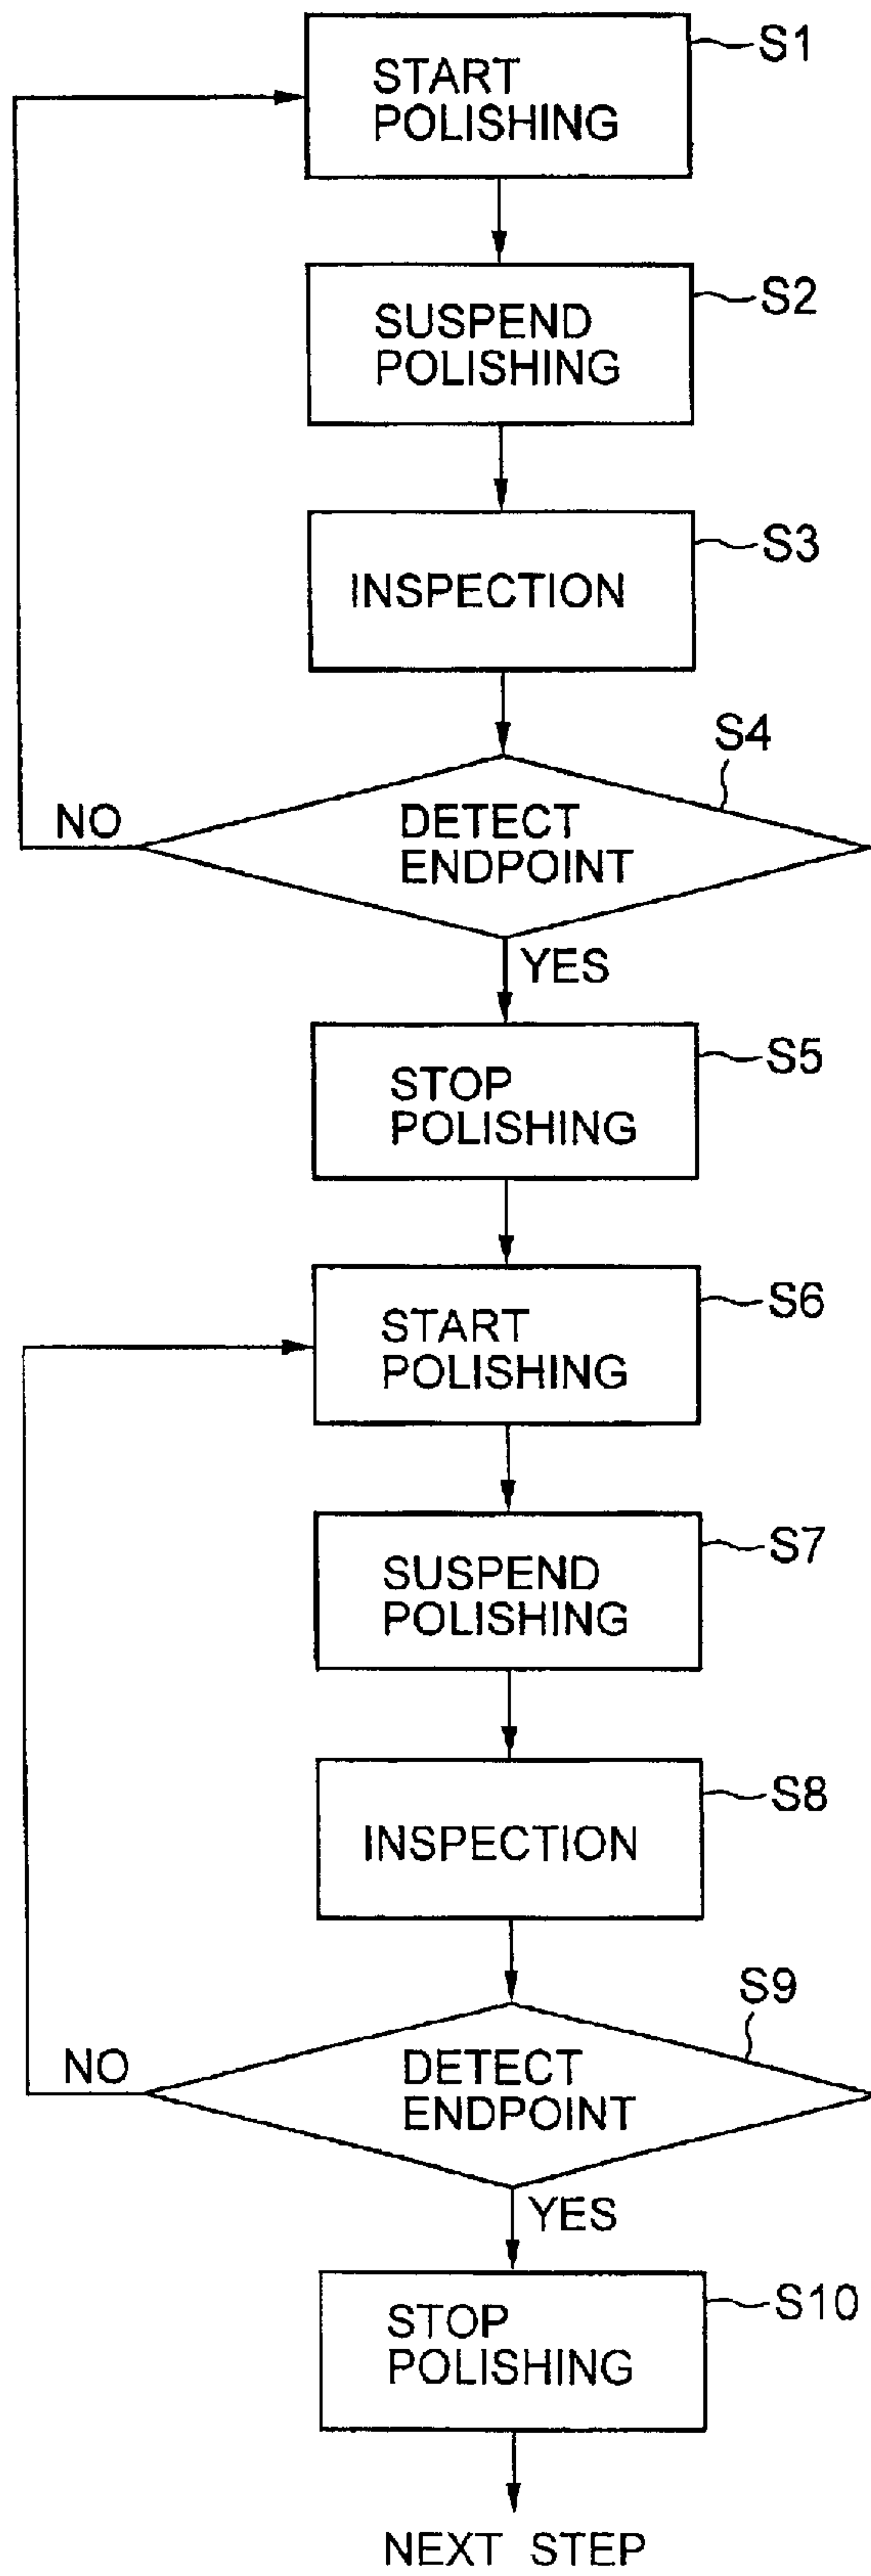 S1
START
POLISHING
S2
SUSPEND
POLISHING
S3
INSPECTION
S4
NO
DETECT
ENDPOINT
YES
S5
STOP
POLISHING
S6
START
POLISHING
S7
SUSPEND
POLISHING
S8
INSPECTION
S9
NO
DETECT
ENDPOINT
YES
S10
STOP
POLISHING
NEXT STEP